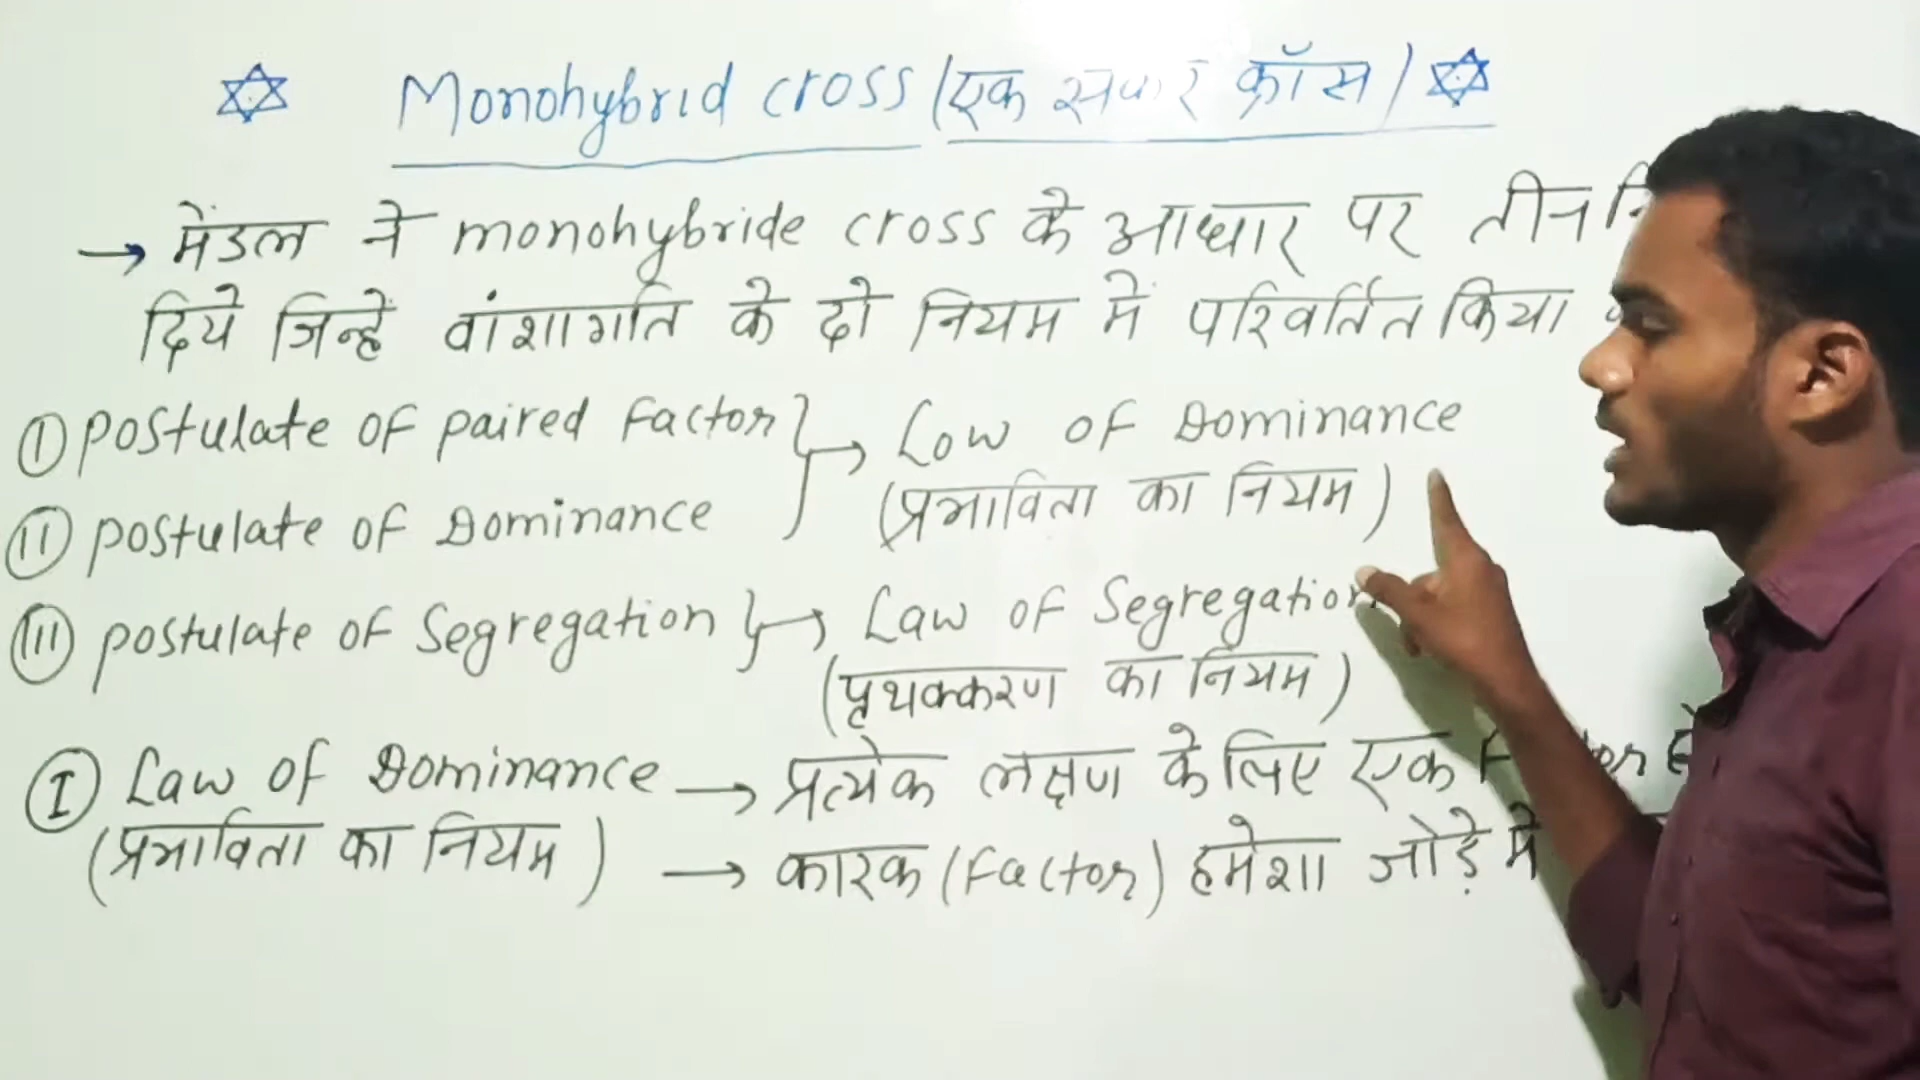 Monohybrid cross (एक संकर क्रॉस)
→ मेंडल ने monohybride cross के आधार पर तीन
दिये जिन्हें वांशागति के दो नियम में परिवर्तित किया
I postulate of paired factor } → Low of Dominance
(प्रभाविता का नियम)
II postulate of Dominance
III postulate of Segregation } → Law of Segregation
(पृथक्करण का नियम)
I Law of Dominance → प्रत्येक लक्षण के लिए एक
(प्रभाविता का नियम) → कारक (factor) हमेशा जोड़े में